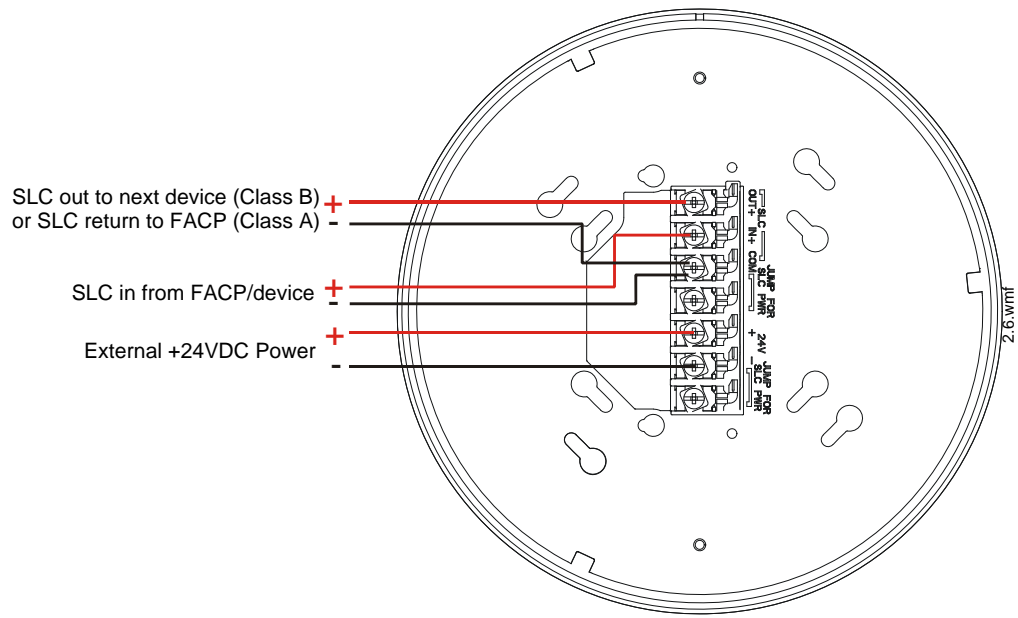 SLC out to next device (Class B)
or SLC return to FACP (Class A)
+
-
SLC in from FACP/device
+
-
External +24VDC Power
+
-
SLC
OUT+ IN+ COM
JUMP FOR
SLC PWR
+ 24V −
JUMP FOR
SLC PWR
2.6.wmf